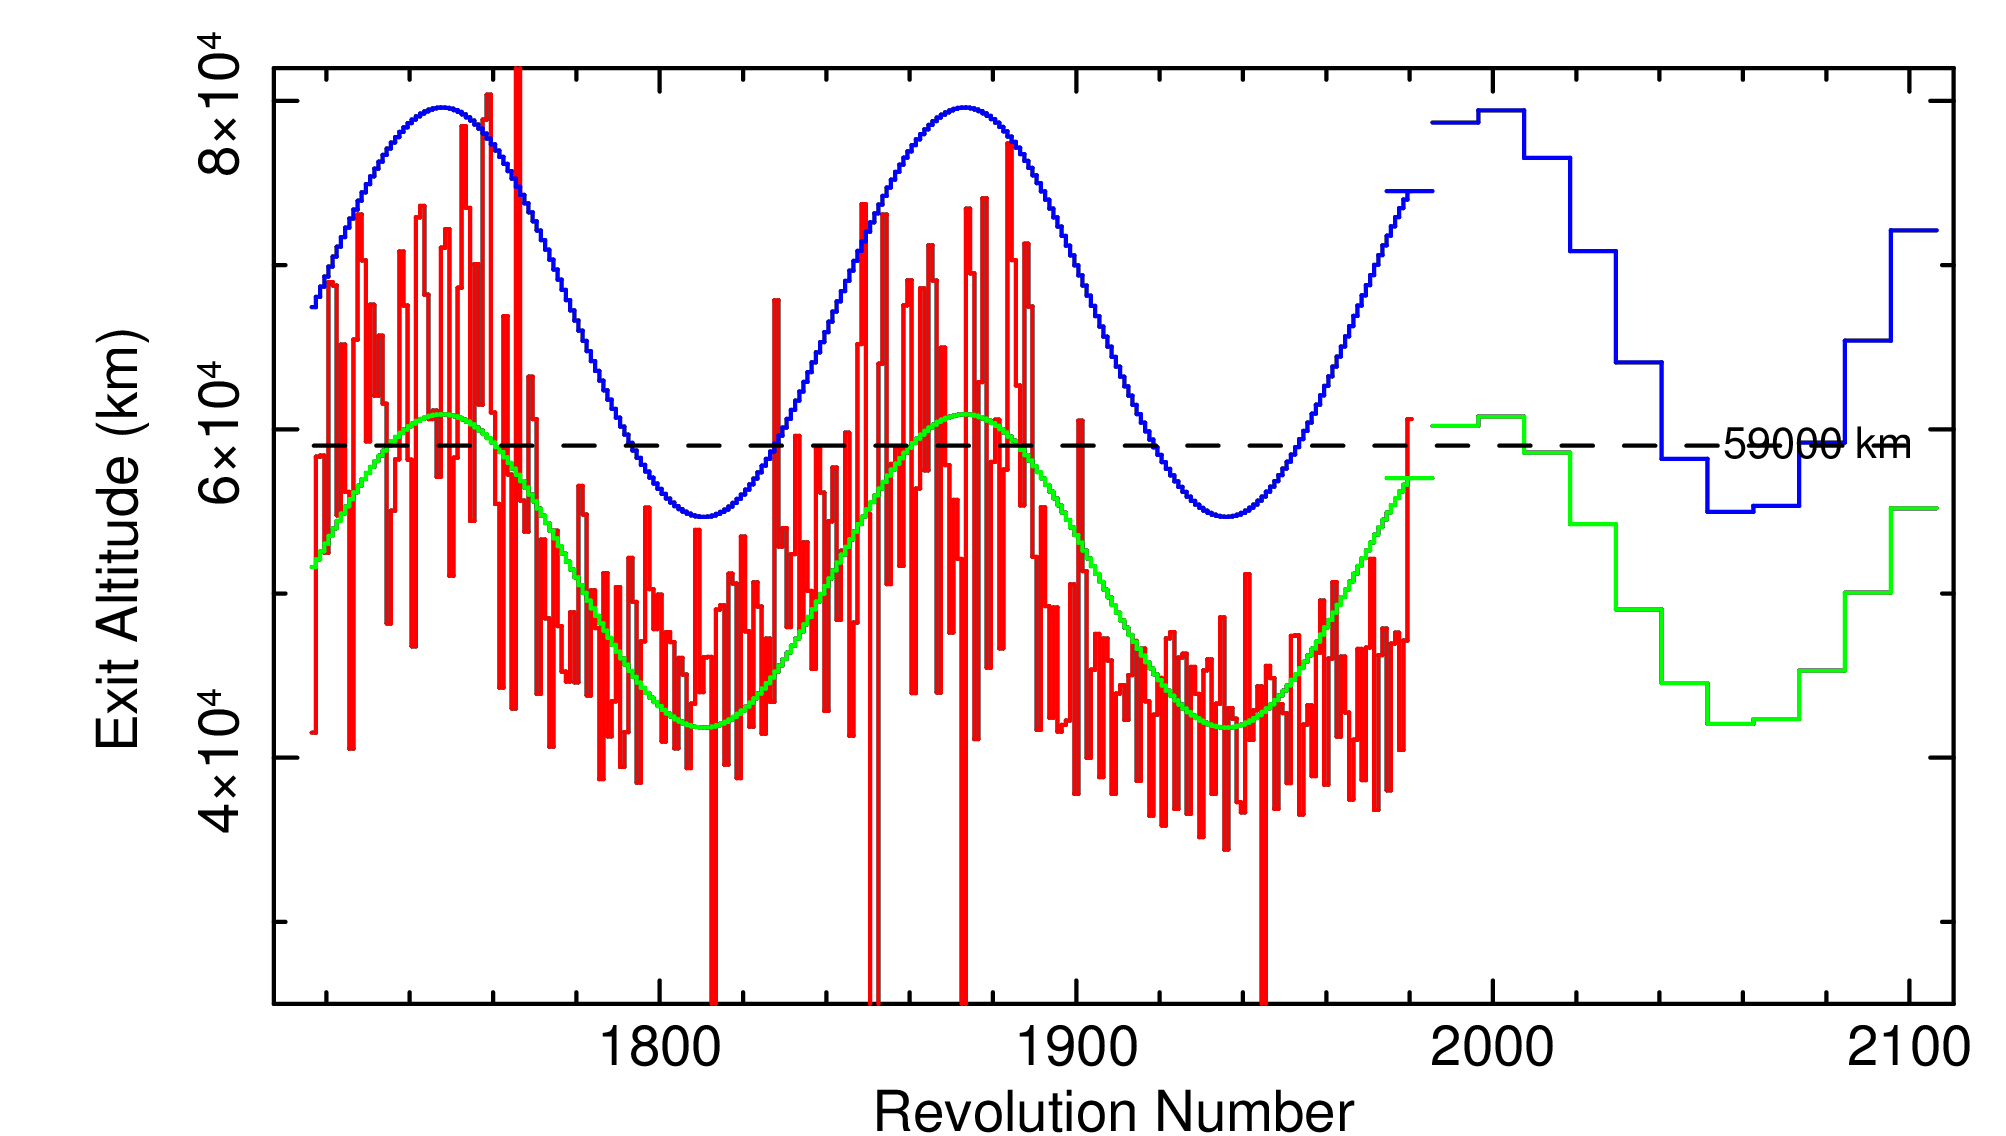 8×10⁴
6×10⁴
4×10⁴
Exit Altitude (km)
59000 km
1800 1900 2000 2100
Revolution Number